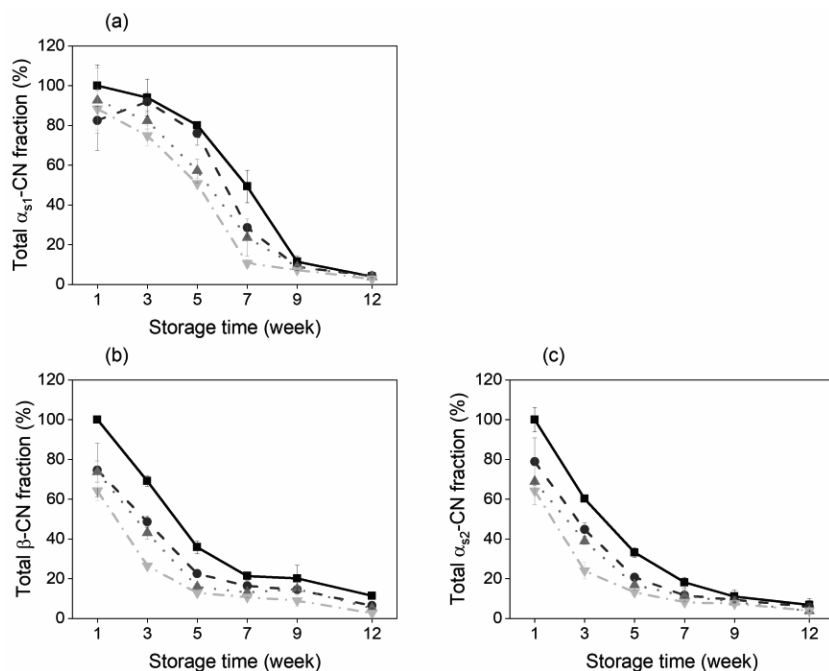 (a)
Total αs1-CN fraction (%)
120
100
80
60
40
20
0
1 3 5 7 9 12
Storage time (week)
(b)
Total β-CN fraction (%)
120
100
80
60
40
20
0
1 3 5 7 9 12
Storage time (week)
(c)
Total αs2-CN fraction (%)
120
100
80
60
40
20
0
1 3 5 7 9 12
Storage time (week)